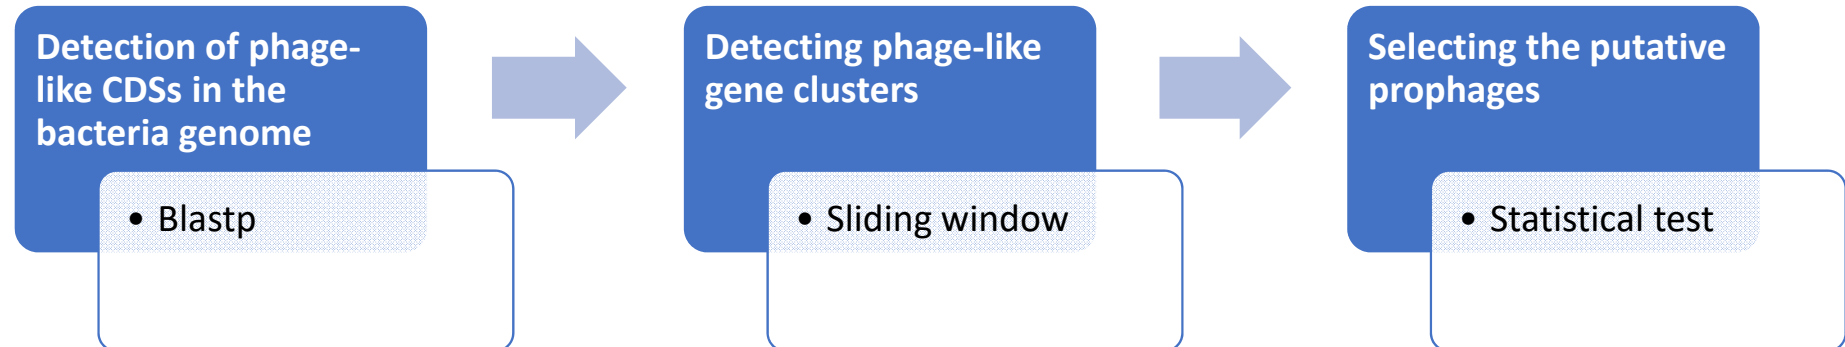 Detection of phage-
like CDSs in the
bacteria genome
• Blastp
Detecting phage-like
gene clusters
• Sliding window
Selecting the putative
prophages
• Statistical test